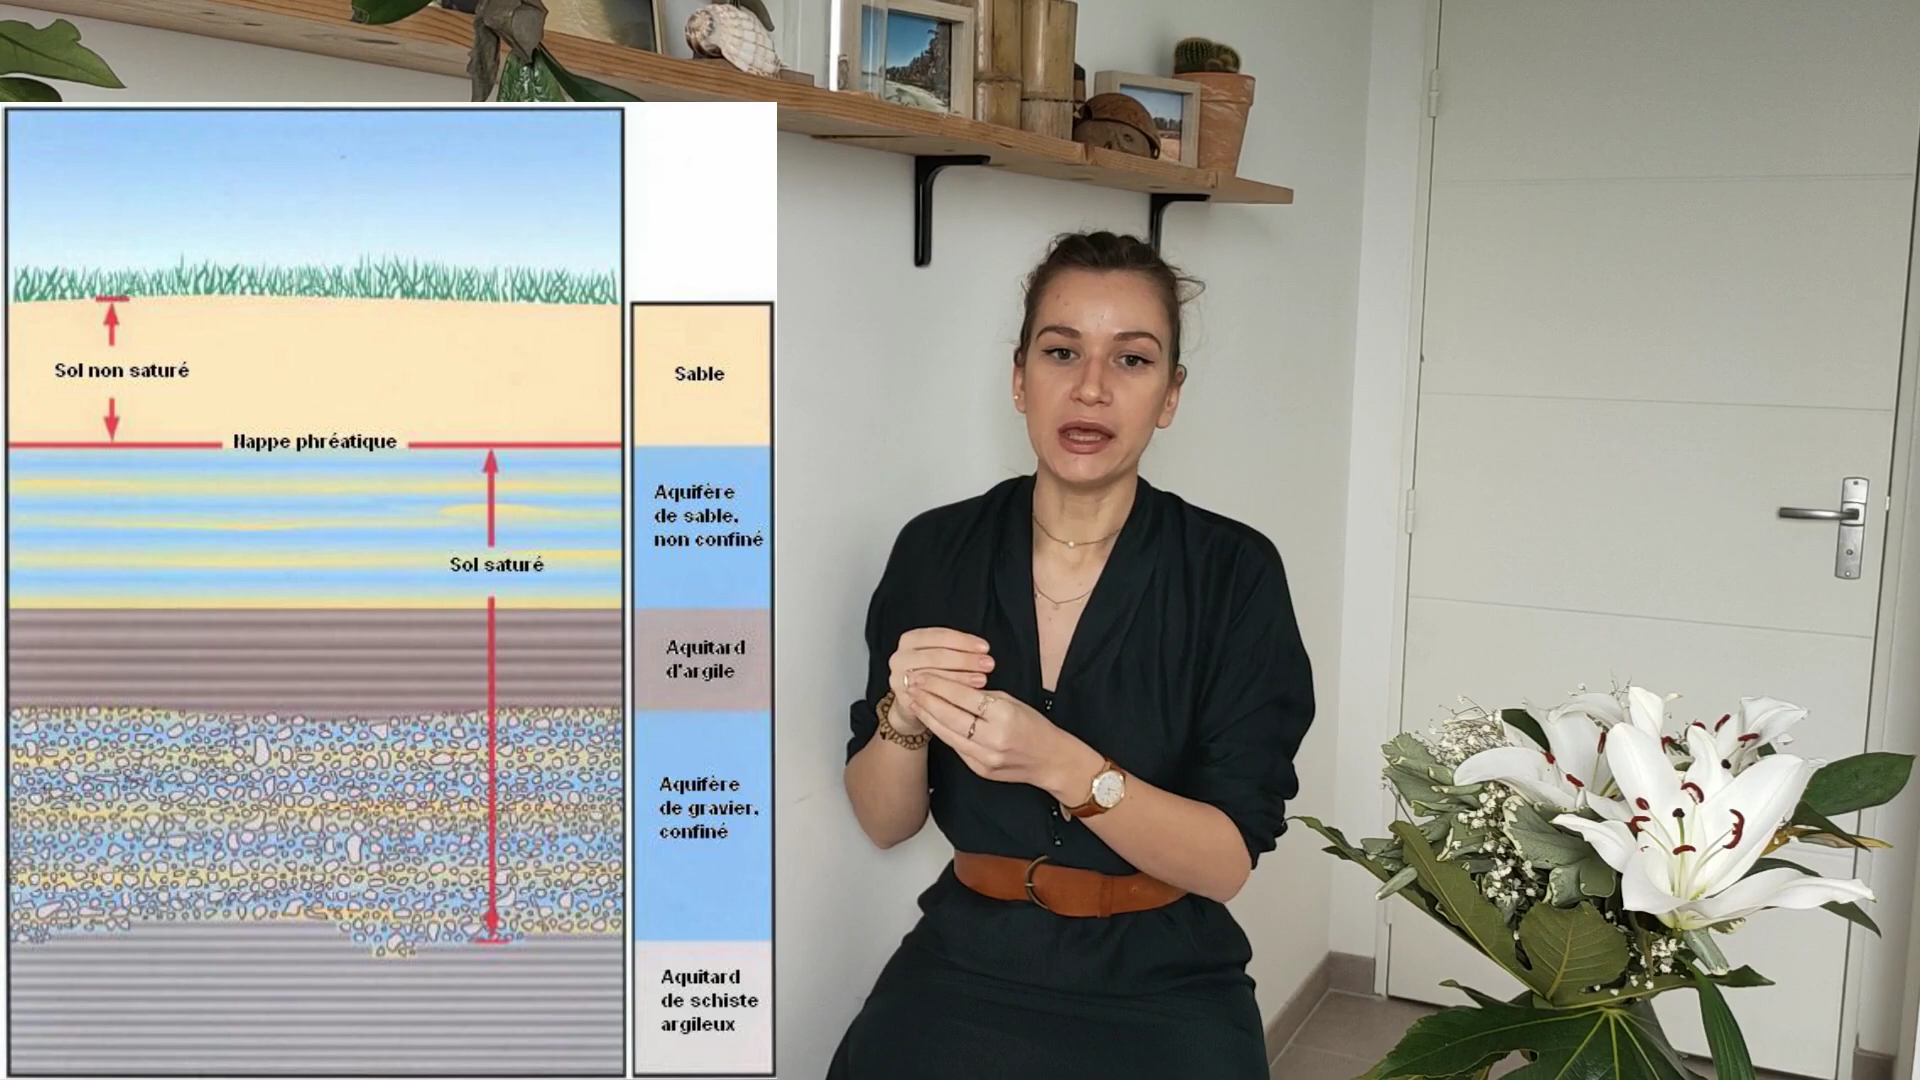 Sol non saturé
Sable
Nappe phréatique
Aquifère
de sable,
non confiné
Sol saturé
Aquitard
d'argile
Aquifère
de gravier,
confiné
Aquitard
de schiste
argileux